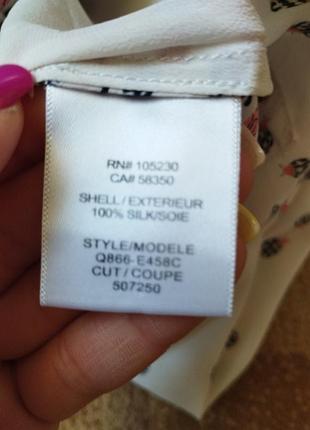 RN# 105230
CA# 58350
SHELL / EXTERIEUR
100% SILK/SOIE
STYLE/MODELE
Q866-E458C
CUT / COUPE
507250